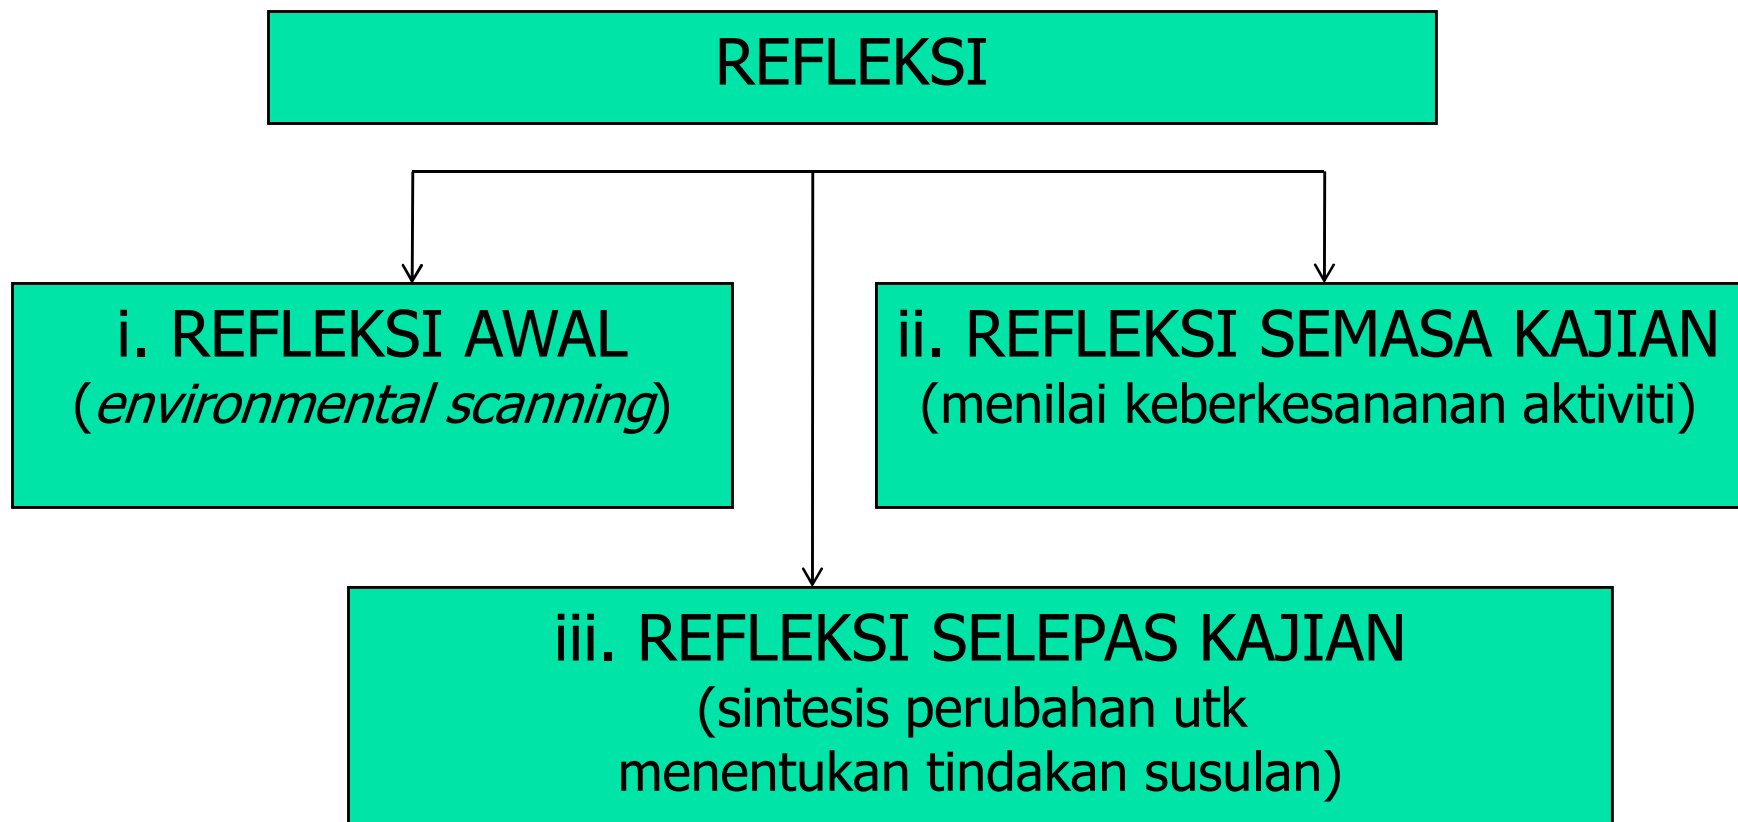 REFLEKSI
i. REFLEKSI AWAL
(environmental scanning)
ii. REFLEKSI SEMASA KAJIAN
(menilai keberkesananan aktiviti)
iii. REFLEKSI SELEPAS KAJIAN
(sintesis perubahan utk
menentukan tindakan susulan)